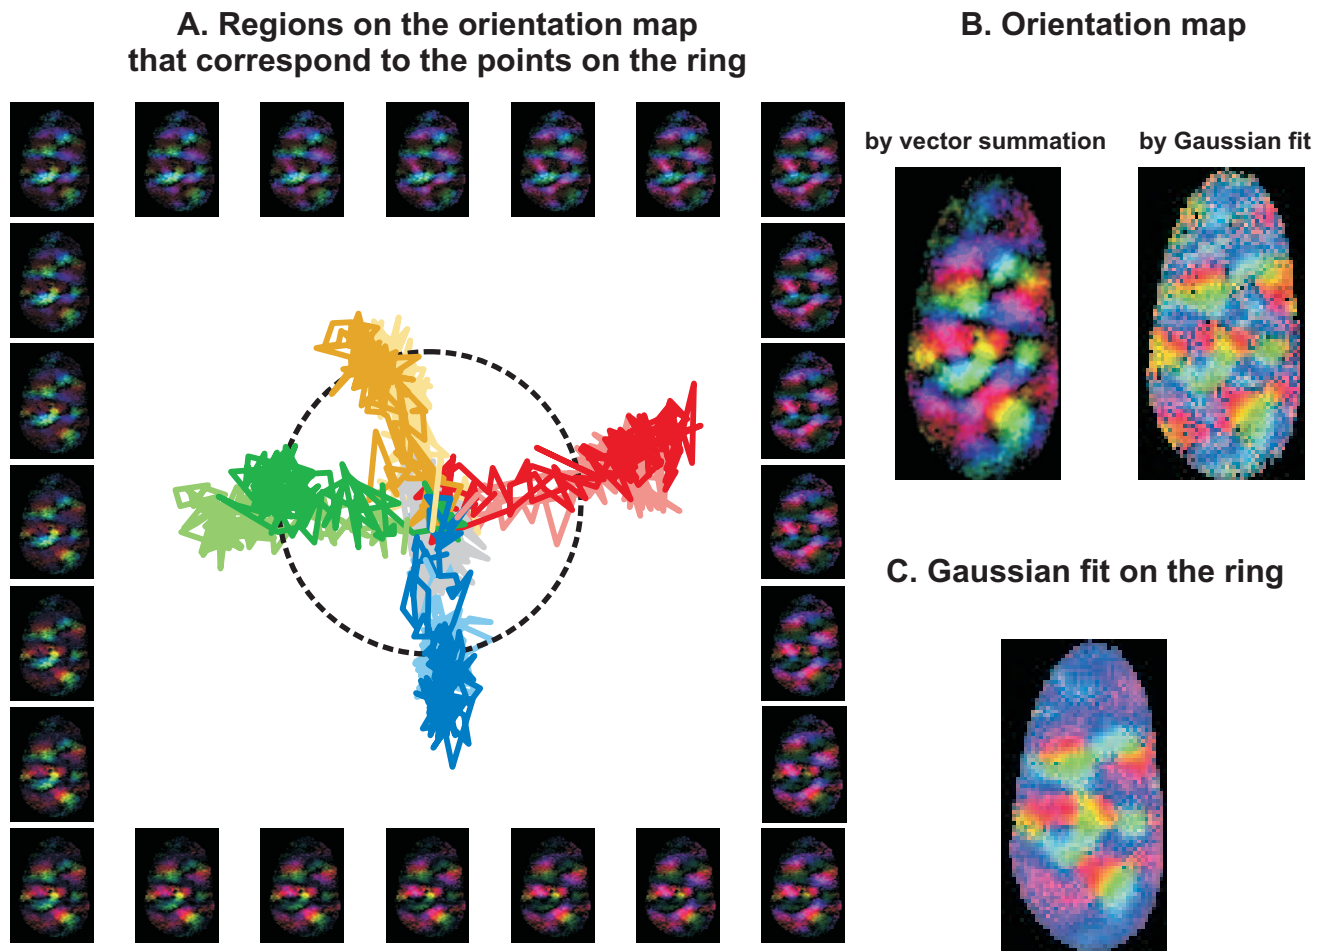 A. Regions on the orientation map
that correspond to the points on the ring
B. Orientation map
by vector summation
by Gaussian fit
C. Gaussian fit on the ring